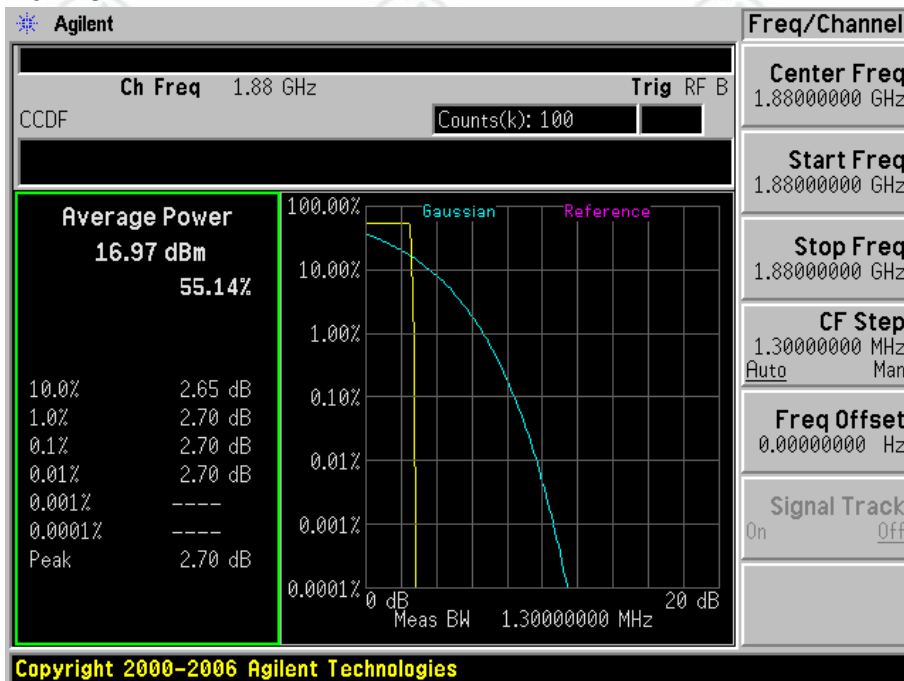 Agilent
Freq/Channel
Ch Freq 1.88 GHz Trig RF B
CCDF Counts(k): 100
Center Freq
1.88000000 GHz
Start Freq
1.88000000 GHz
Stop Freq
1.88000000 GHz
CF Step
1.30000000 MHz
Auto Man
Freq Offset
0.00000000 Hz
Signal Track
On Off
Average Power
16.97 dBm
55.14%
10.0% 2.65 dB
1.0% 2.70 dB
0.1% 2.70 dB
0.01% 2.70 dB
0.001% ----
0.0001% ----
Peak 2.70 dB
Gaussian Reference
100.00%
10.00%
1.00%
0.10%
0.01%
0.001%
0.0001%
0 dB 20 dB
Meas BW 1.30000000 MHz
Copyright 2000-2006 Agilent Technologies